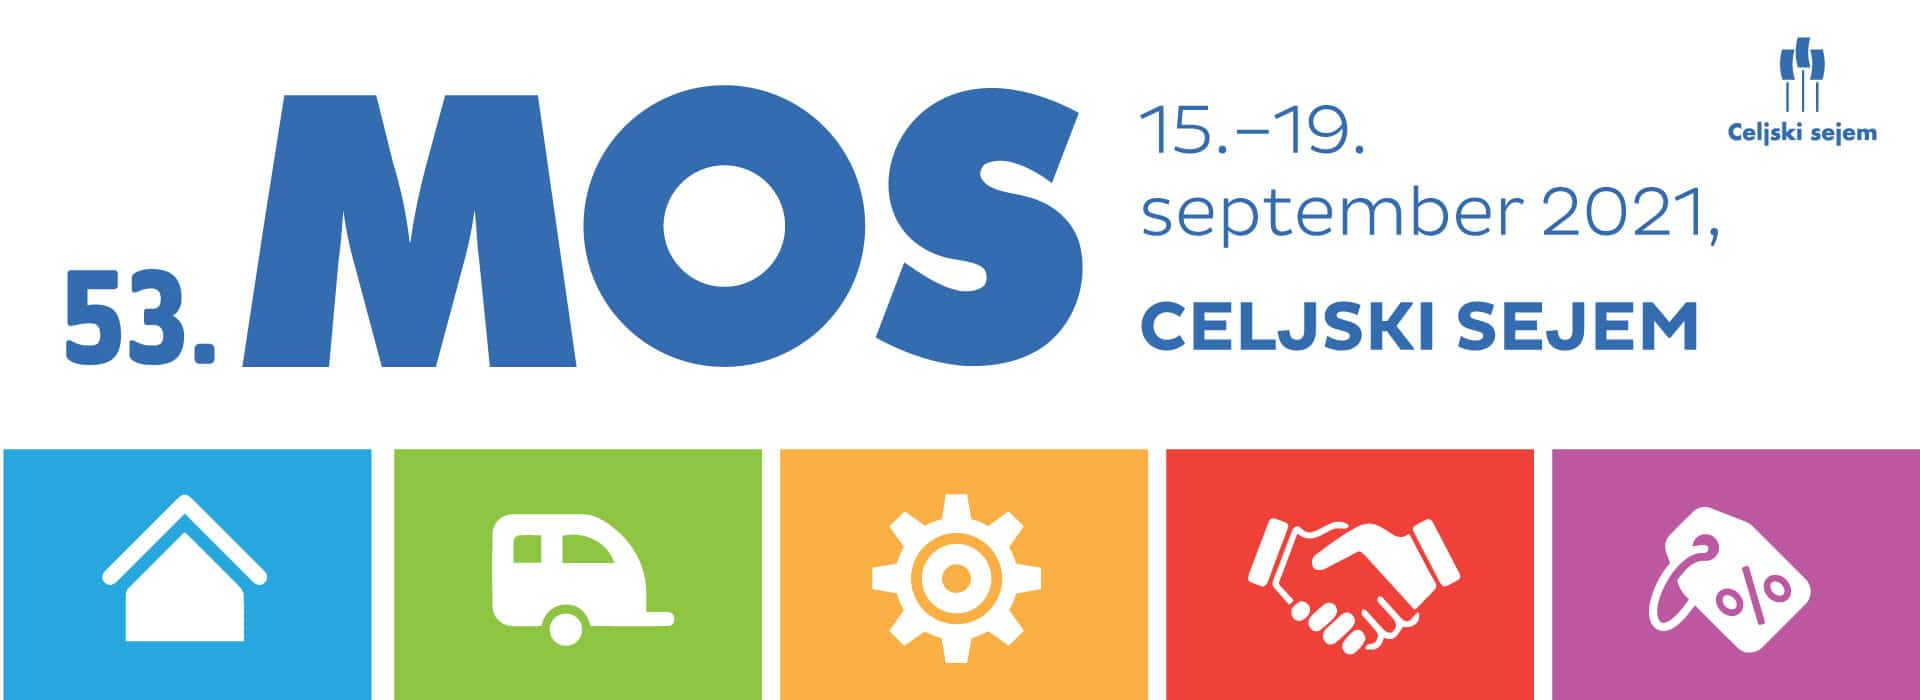 53. MOS
15.–19.
september 2021,
CELJSKI SEJEM
Celjski sejem
%